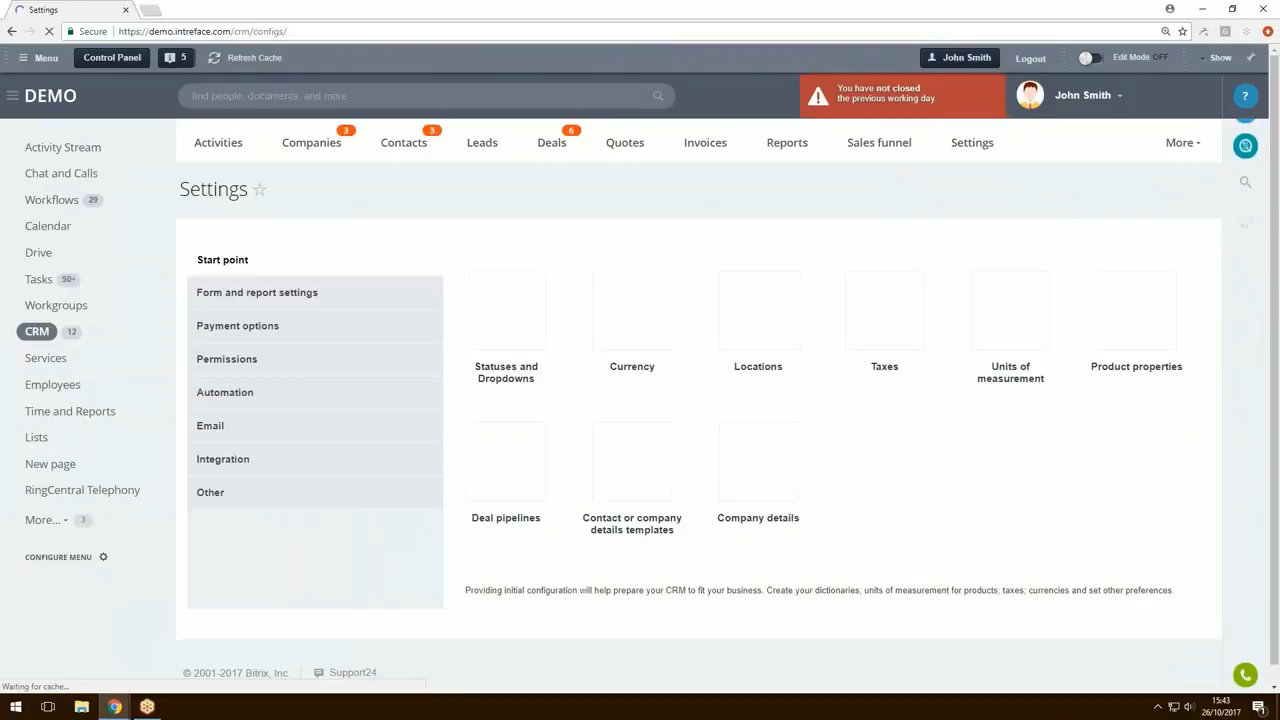 Settings
Secure
https://demo.intreface.com/crm/configs/
Menu
Control Panel
5
Refresh Cache
John Smith
Logout
Edit Mode OFF
Show
DEMO
find people, documents, and more
You have not closed
the previous working day.
John Smith
?
Activity Stream
Chat and Calls
Workflows 29
Calendar
Drive
Tasks 50+
Workgroups
CRM 12
Services
Employees
Time and Reports
Lists
New page
RingCentral Telephony
More... 3
CONFIGURE MENU
Activities
Companies 3
Contacts 3
Leads
Deals 6
Quotes
Invoices
Reports
Sales funnel
Settings
More
Settings
Start point
Form and report settings
Payment options
Permissions
Automation
Email
Integration
Other
Statuses and
Dropdowns
Currency
Locations
Taxes
Units of
measurement
Product properties
Deal pipelines
Contact or company
details templates
Company details
Providing initial configuration will help prepare your CRM to fit your business. Create your dictionaries; units of measurement for products; taxes; currencies and set other preferences.
© 2001-2017 Bitrix, Inc.
Support24
Waiting for cache...
15:43
26/10/2017
1